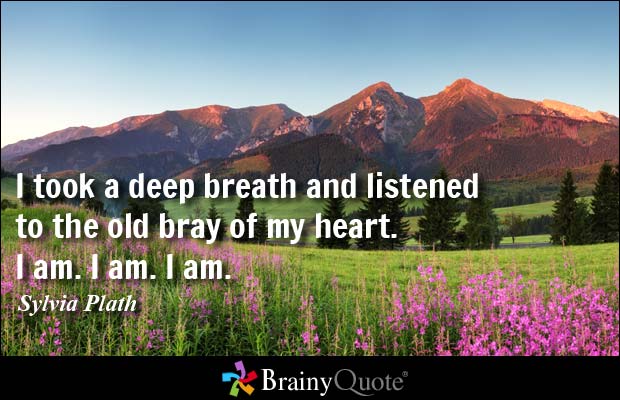 I took a deep breath and listened
to the old bray of my heart.
I am. I am. I am.
Sylvia Plath
BrainyQuote®